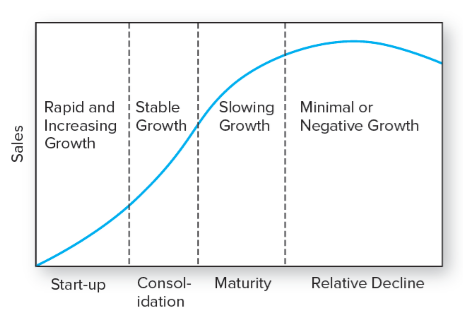 Sales
Rapid and
Increasing
Growth
Stable
Growth
Slowing
Growth
Minimal or
Negative Growth
Start-up
Consol-
idation
Maturity
Relative Decline